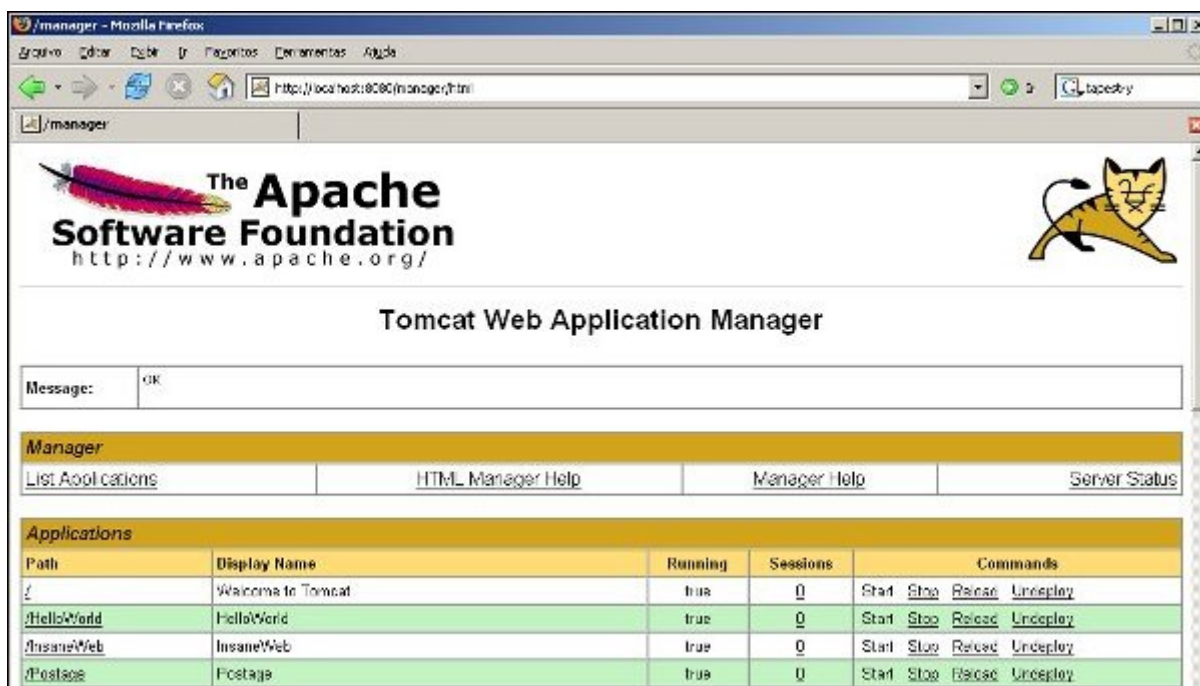 /manager - Mozilla Firefox
Arquivo Editar Exibir Ir Favoritos Ferramentas Ajuda
http://localhost:8080/manager/html
Ir
tapestry
/manager
The Apache
Software Foundation
http://www.apache.org/
Tomcat Web Application Manager
Message: OK
Manager
List Applications HTML Manager Help Manager Help Server Status
Applications
Path Display Name Running Sessions Commands
/ Welcome to Tomcat true 0 Start Stop Reload Undeploy
/HelloWorld HelloWorld true 0 Start Stop Reload Undeploy
/InsaneWeb InsaneWeb true 0 Start Stop Reload Undeploy
/Postage Postage true 0 Start Stop Reload Undeploy